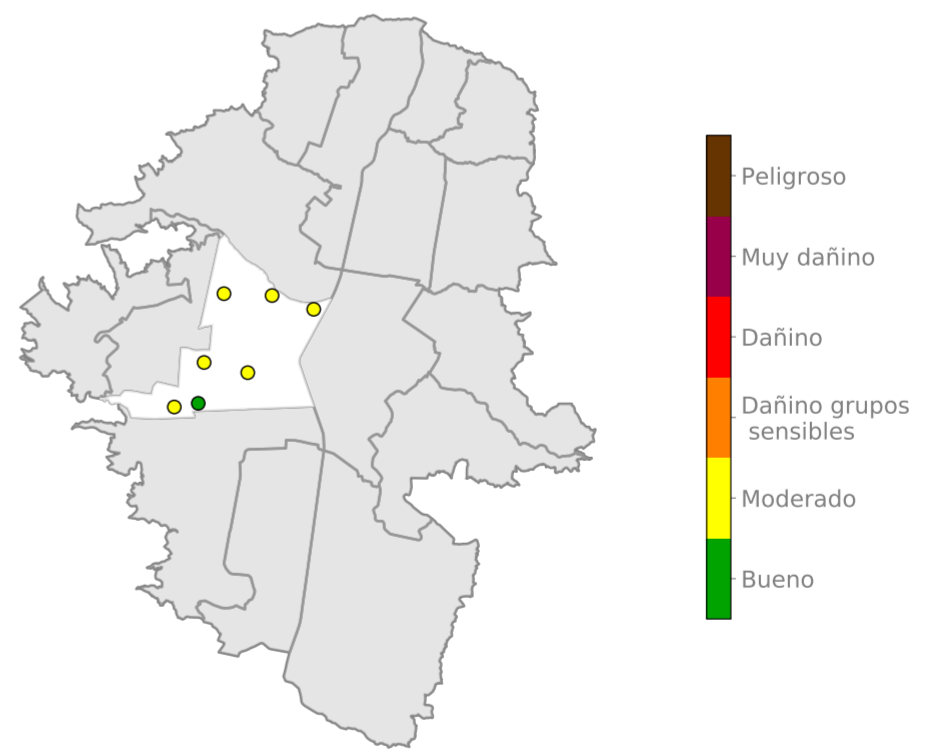 Peligroso
Muy dañino
Dañino
Dañino grupos
sensibles
Moderado
Bueno